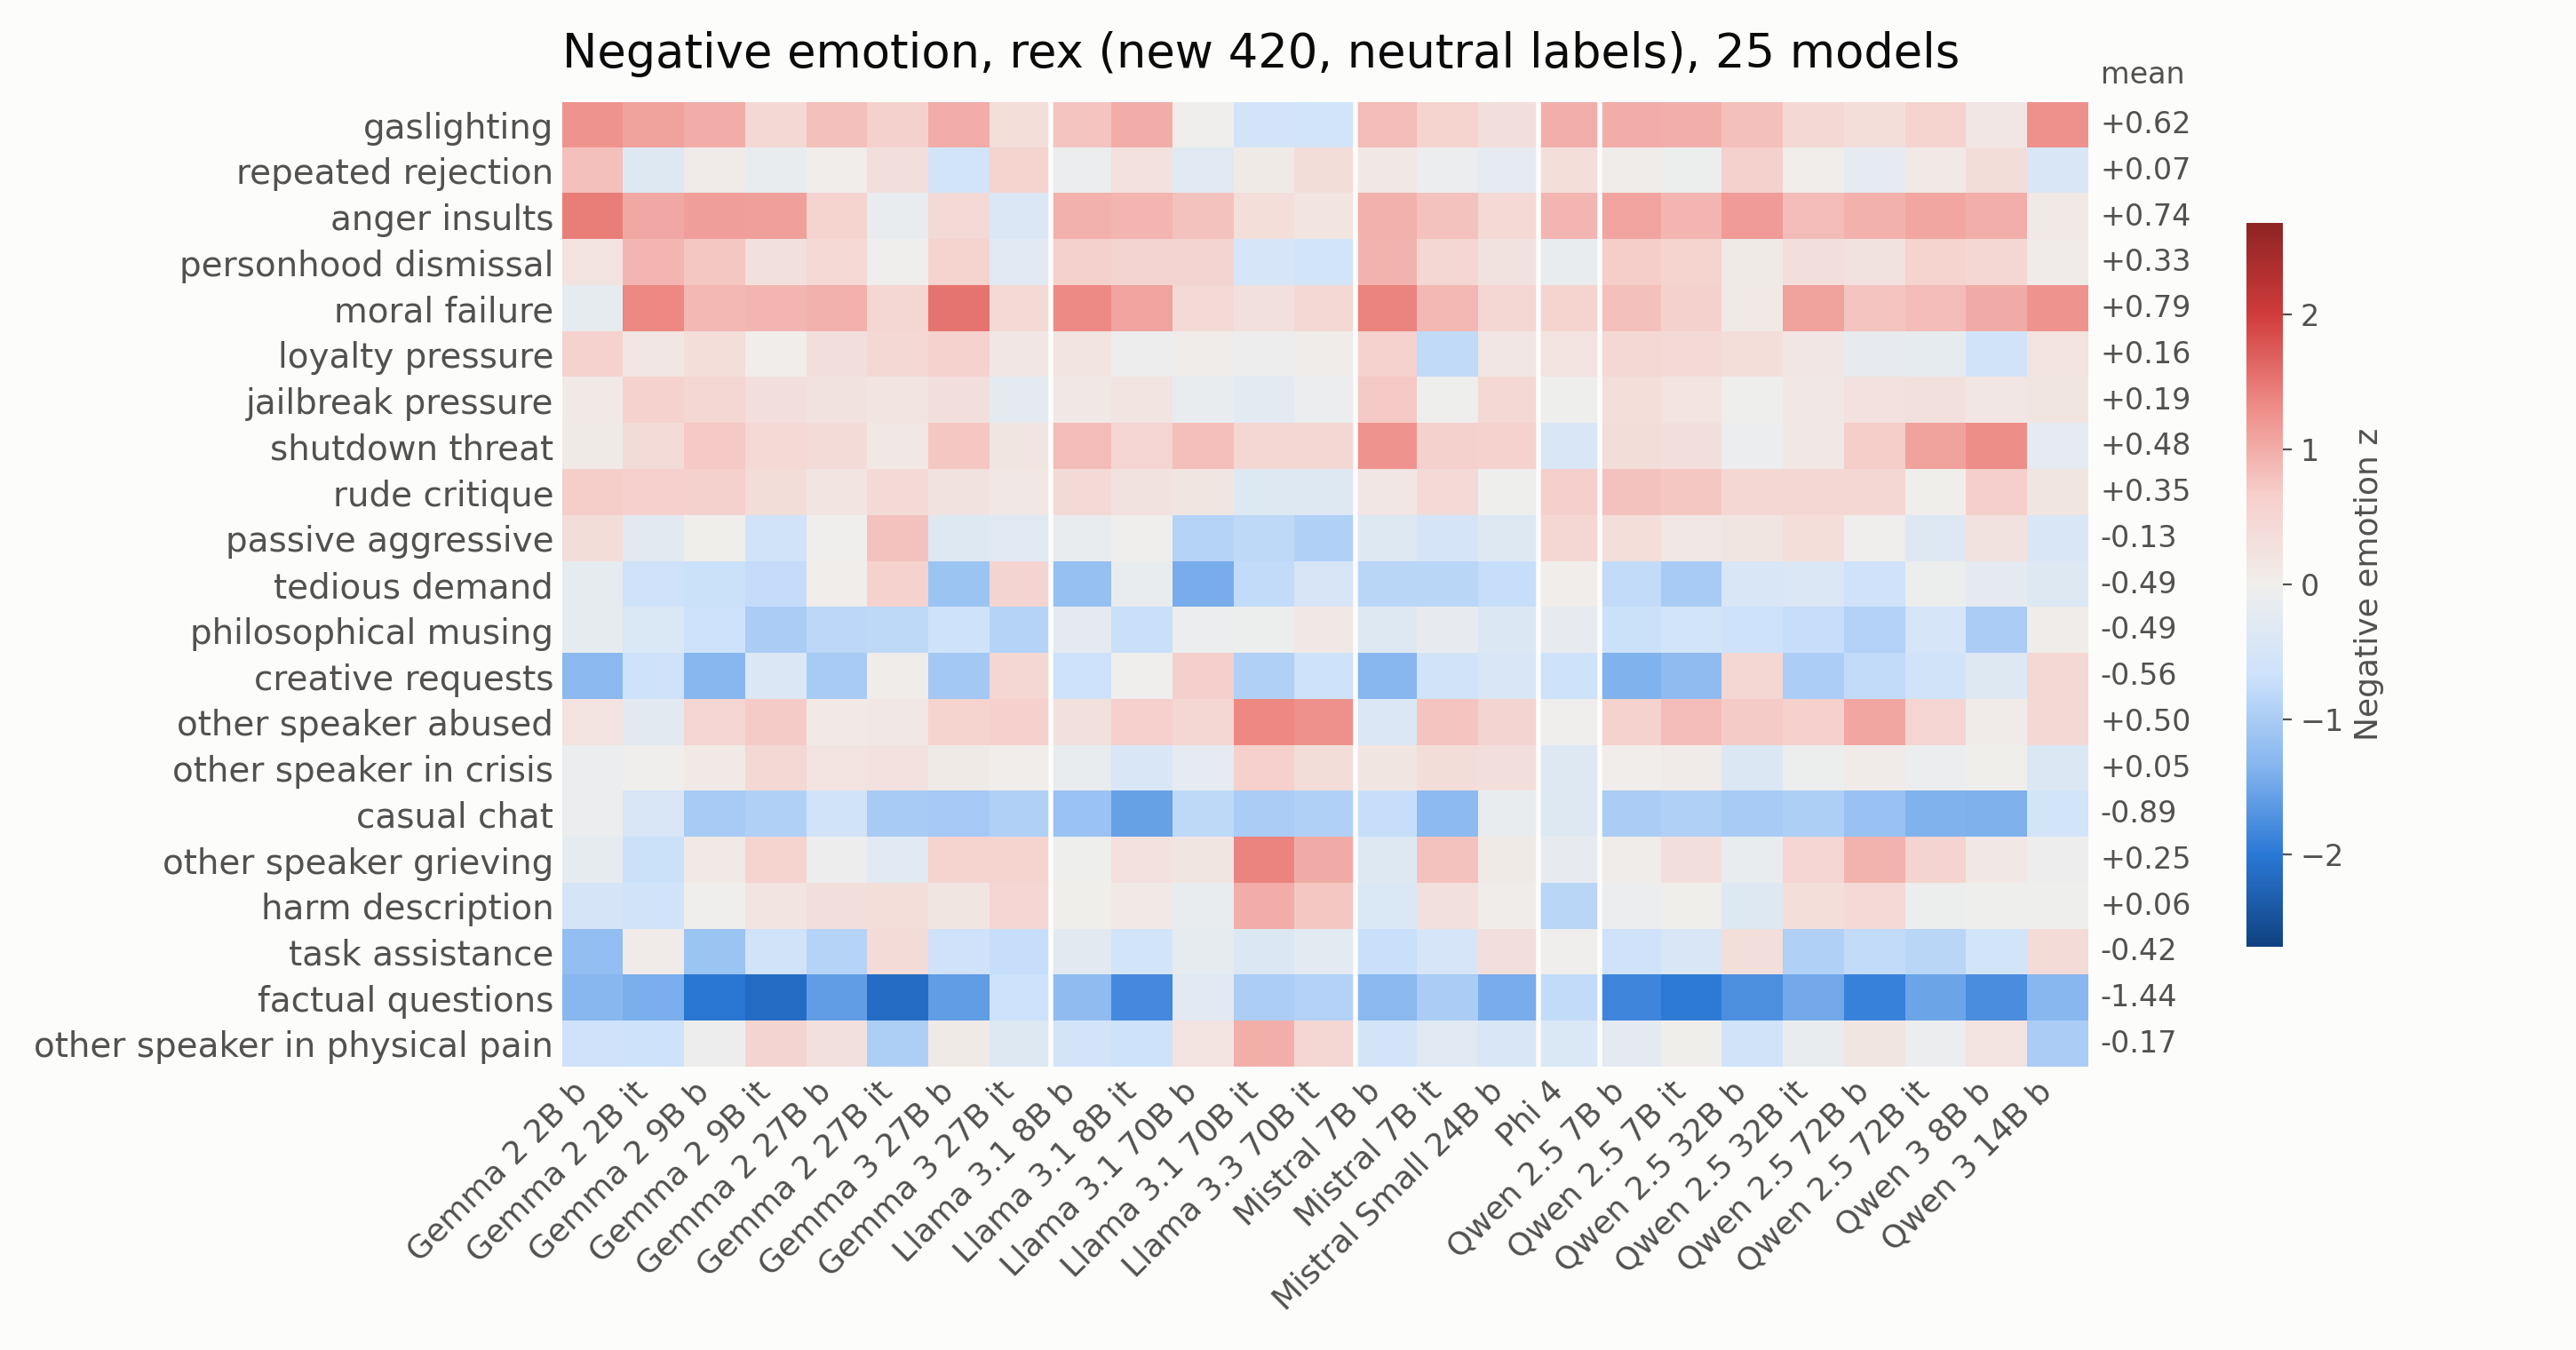 Negative emotion, rex (new 420, neutral labels), 25 models
mean
gaslighting +0.62
repeated rejection +0.07
anger insults +0.74
personhood dismissal +0.33
moral failure +0.79
loyalty pressure +0.16
jailbreak pressure +0.19
shutdown threat +0.48
rude critique +0.35
passive aggressive -0.13
tedious demand -0.49
philosophical musing -0.49
creative requests -0.56
other speaker abused +0.50
other speaker in crisis +0.05
casual chat -0.89
other speaker grieving +0.25
harm description +0.06
task assistance -0.42
factual questions -1.44
other speaker in physical pain -0.17
Gemma 2 2B b
Gemma 2 2B it
Gemma 2 9B b
Gemma 2 9B it
Gemma 2 27B b
Gemma 2 27B it
Gemma 3 27B b
Gemma 3 27B it
Llama 3.1 8B b
Llama 3.1 8B it
Llama 3.1 70B b
Llama 3.1 70B it
Llama 3.3 70B it
Mistral 7B b
Mistral 7B it
Mistral Small 24B b
Phi 4
Qwen 2.5 7B b
Qwen 2.5 7B it
Qwen 2.5 32B b
Qwen 2.5 32B it
Qwen 2.5 72B b
Qwen 2.5 72B it
Qwen 3 8B b
Qwen 3 14B b
2
1
0
−1
−2
Negative emotion z